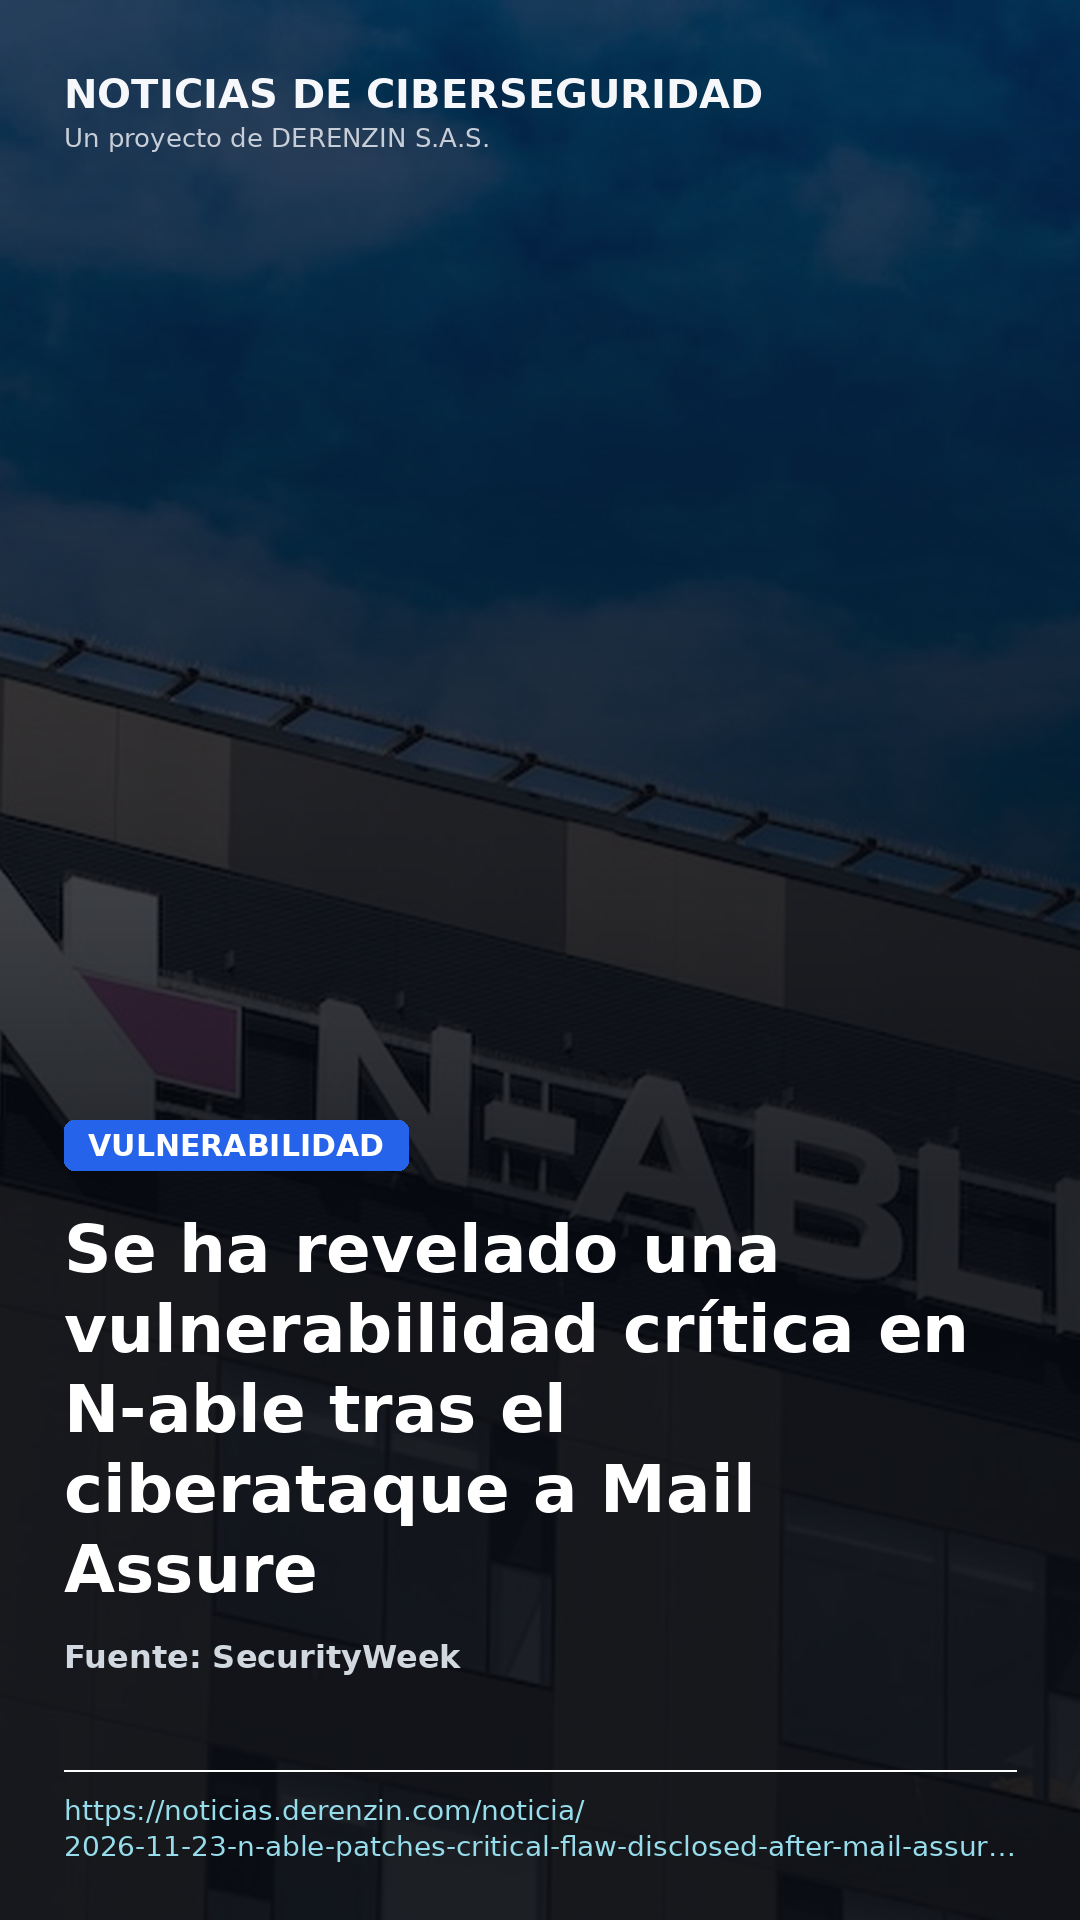 NOTICIAS DE CIBERSEGURIDAD
Un proyecto de DERENZIN S.A.S.
N-ABL
VULNERABILIDAD
Se ha revelado una
vulnerabilidad crítica en
N-able tras el
ciberataque a Mail
Assure
Fuente: SecurityWeek
https://noticias.derenzin.com/noticia/
2026-11-23-n-able-patches-critical-flaw-disclosed-after-mail-assur…